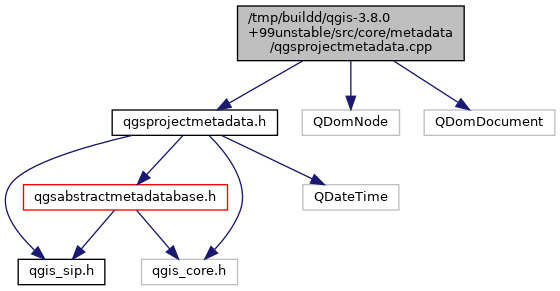 /tmp/buildd/qgis-3.8.0
+99unstable/src/core/metadata
/qgsprojectmetadata.cpp
qgsprojectmetadata.h
QDomNode
QDomDocument
qgsabstractmetadatabase.h
QDateTime
qgis_sip.h
qgis_core.h